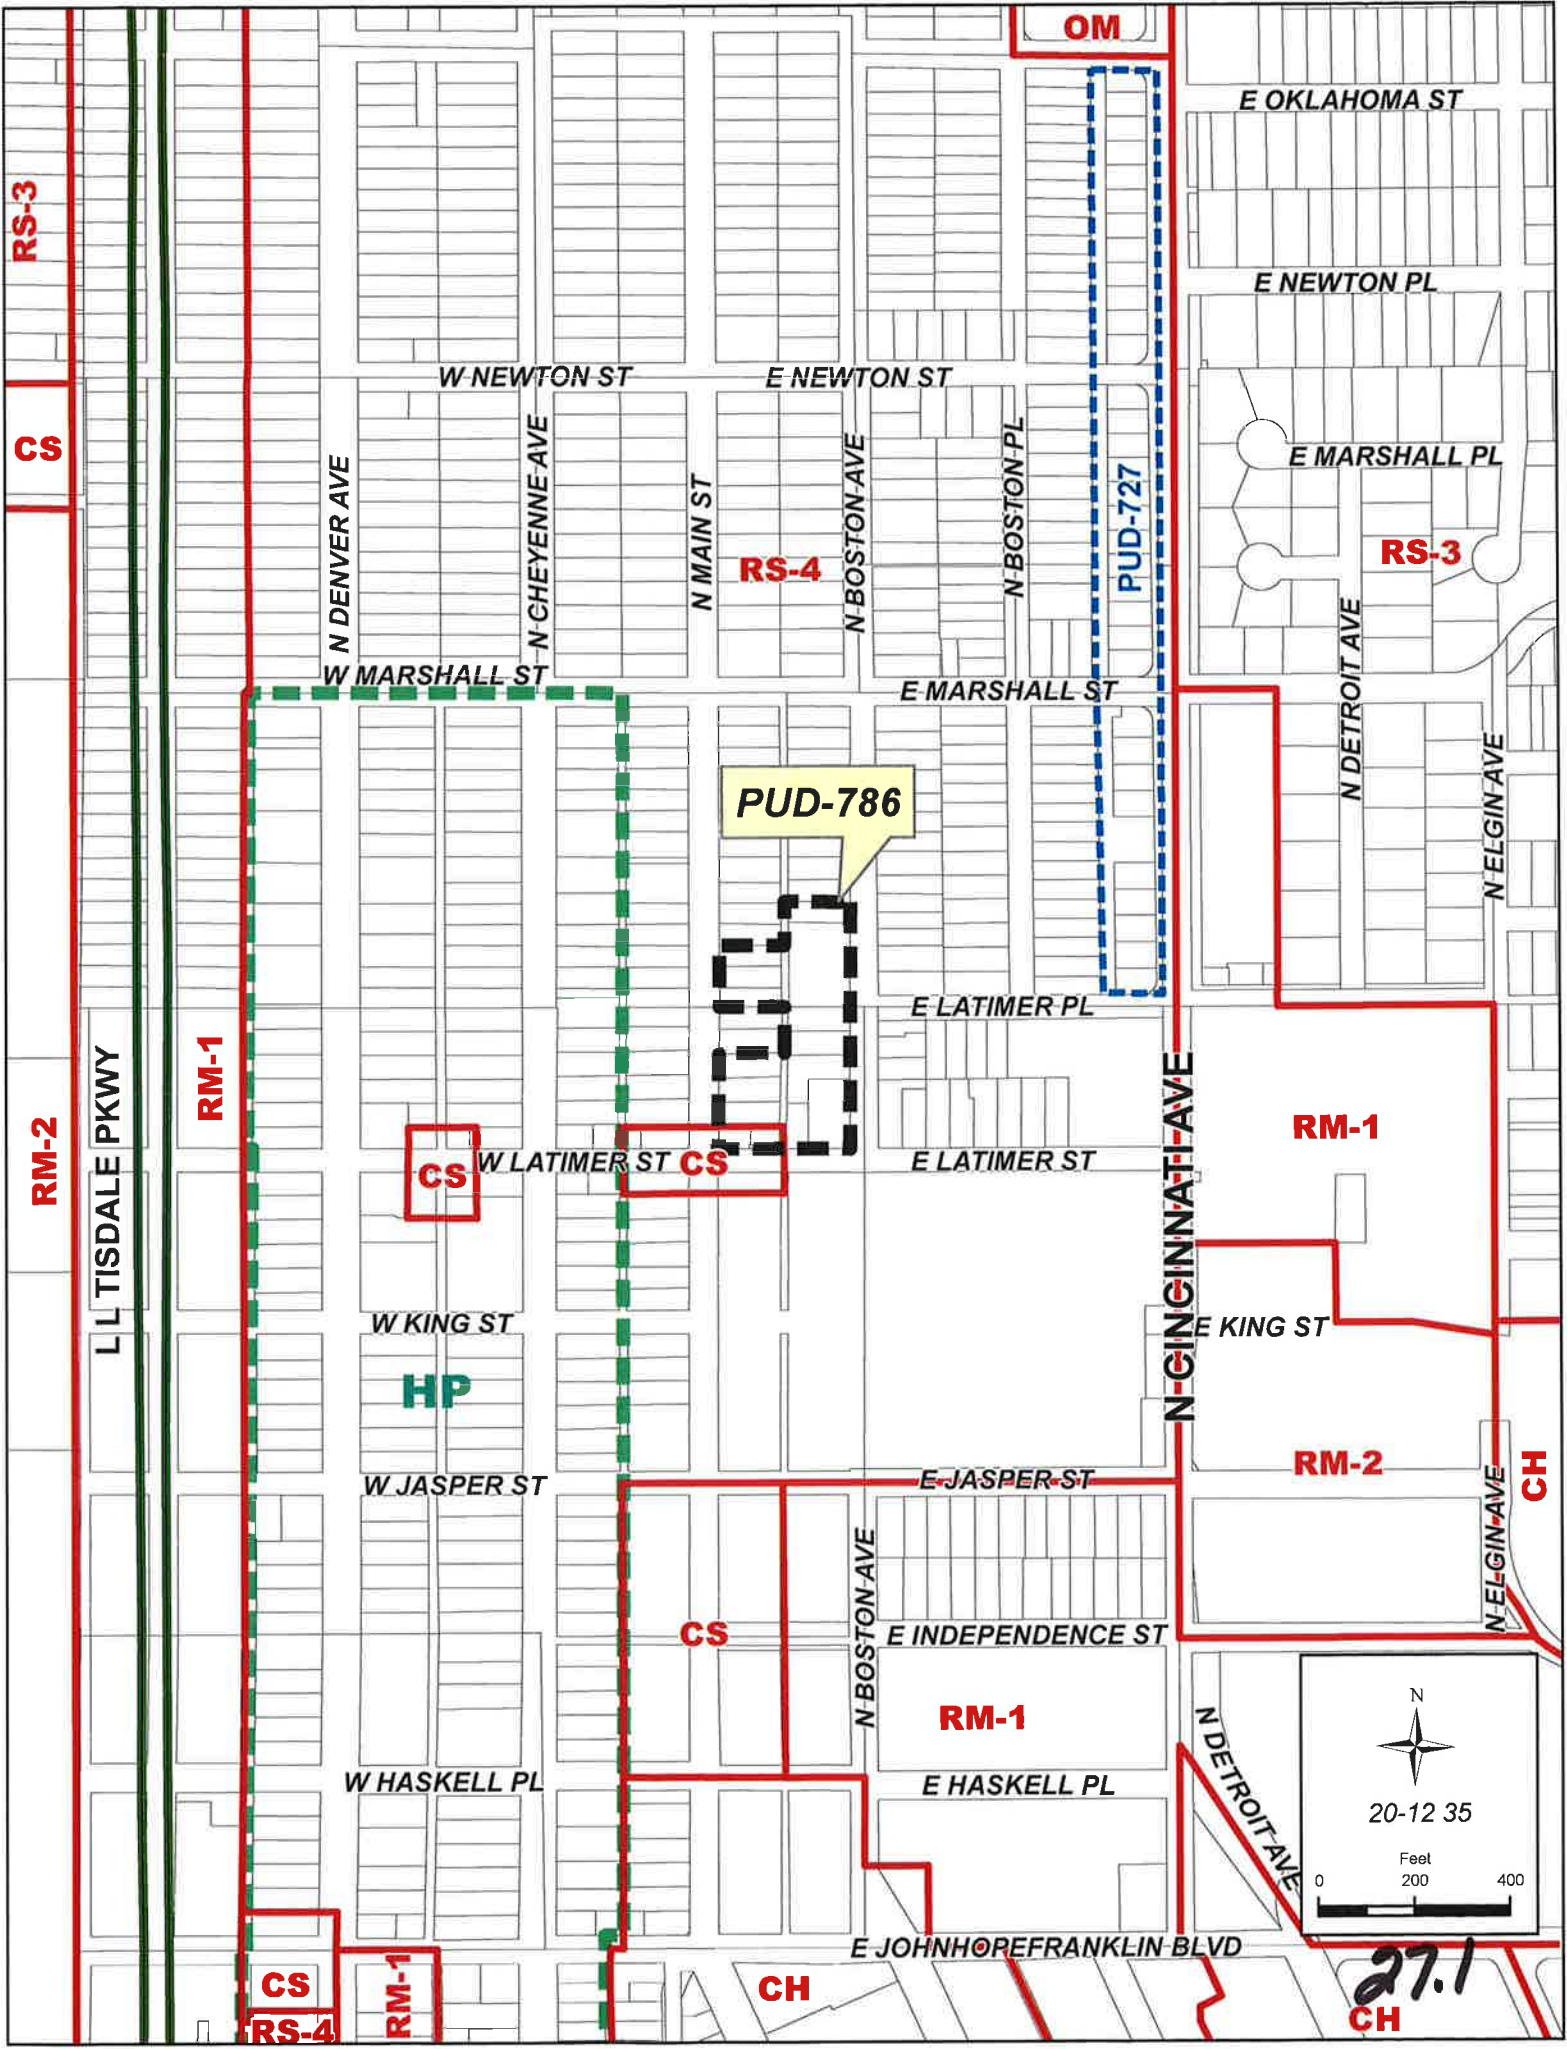 OM
E OKLAHOMA ST
RS-3
E NEWTON PL
W NEWTON ST
E NEWTON ST
CS
E MARSHALL PL
N DENVER AVE
N CHEYENNE AVE
N MAIN ST
RS-4
N BOSTON AVE
N BOSTON PL
PUD-727
RS-3
N DETROIT AVE
W MARSHALL ST
E MARSHALL ST
N ELGIN AVE
PUD-786
E LATIMER PL
L L TISDALE PKWY
RM-1
RM-2
N CINCINNATI AVE
RM-1
CS
W LATIMER ST
CS
E LATIMER ST
W KING ST
E KING ST
HP
W JASPER ST
E JASPER ST
RM-2
CH
N ELGIN AVE
N BOSTON AVE
CS
E INDEPENDENCE ST
RM-1
N DETROIT AVE
W HASKELL PL
E HASKELL PL
N
20-12 35
Feet
0 200 400
E JOHNHOPEFRANKLIN BLVD
27.1
CS
RM-1
CH
CH
RS-4